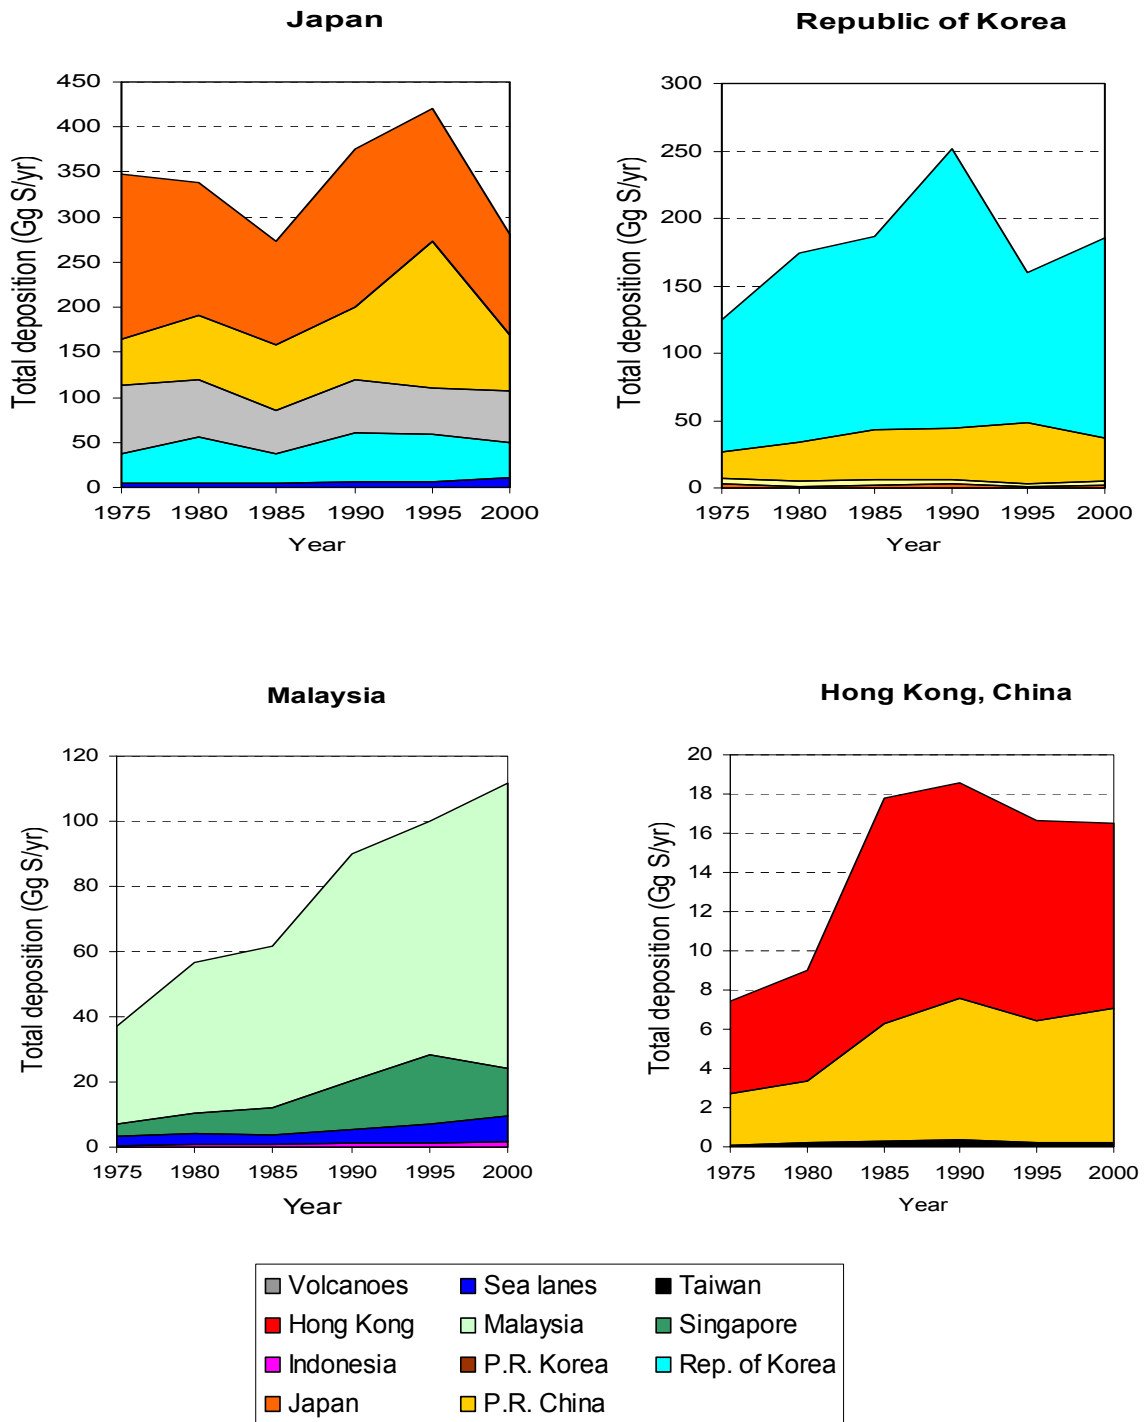 Japan
Total deposition (Gg S/yr)
450
400
350
300
250
200
150
100
50
0
1975 1980 1985 1990 1995 2000
Year
Republic of Korea
Total deposition (Gg S/yr)
300
250
200
150
100
50
0
1975 1980 1985 1990 1995 2000
Year
Malaysia
Total deposition (Gg S/yr)
120
100
80
60
40
20
0
1975 1980 1985 1990 1995 2000
Year
Hong Kong, China
Total deposition (Gg S/yr)
20
18
16
14
12
10
8
6
4
2
0
1975 1980 1985 1990 1995 2000
Year
Volcanoes Sea lanes Taiwan
Hong Kong Malaysia Singapore
Indonesia P.R. Korea Rep. of Korea
Japan P.R. China